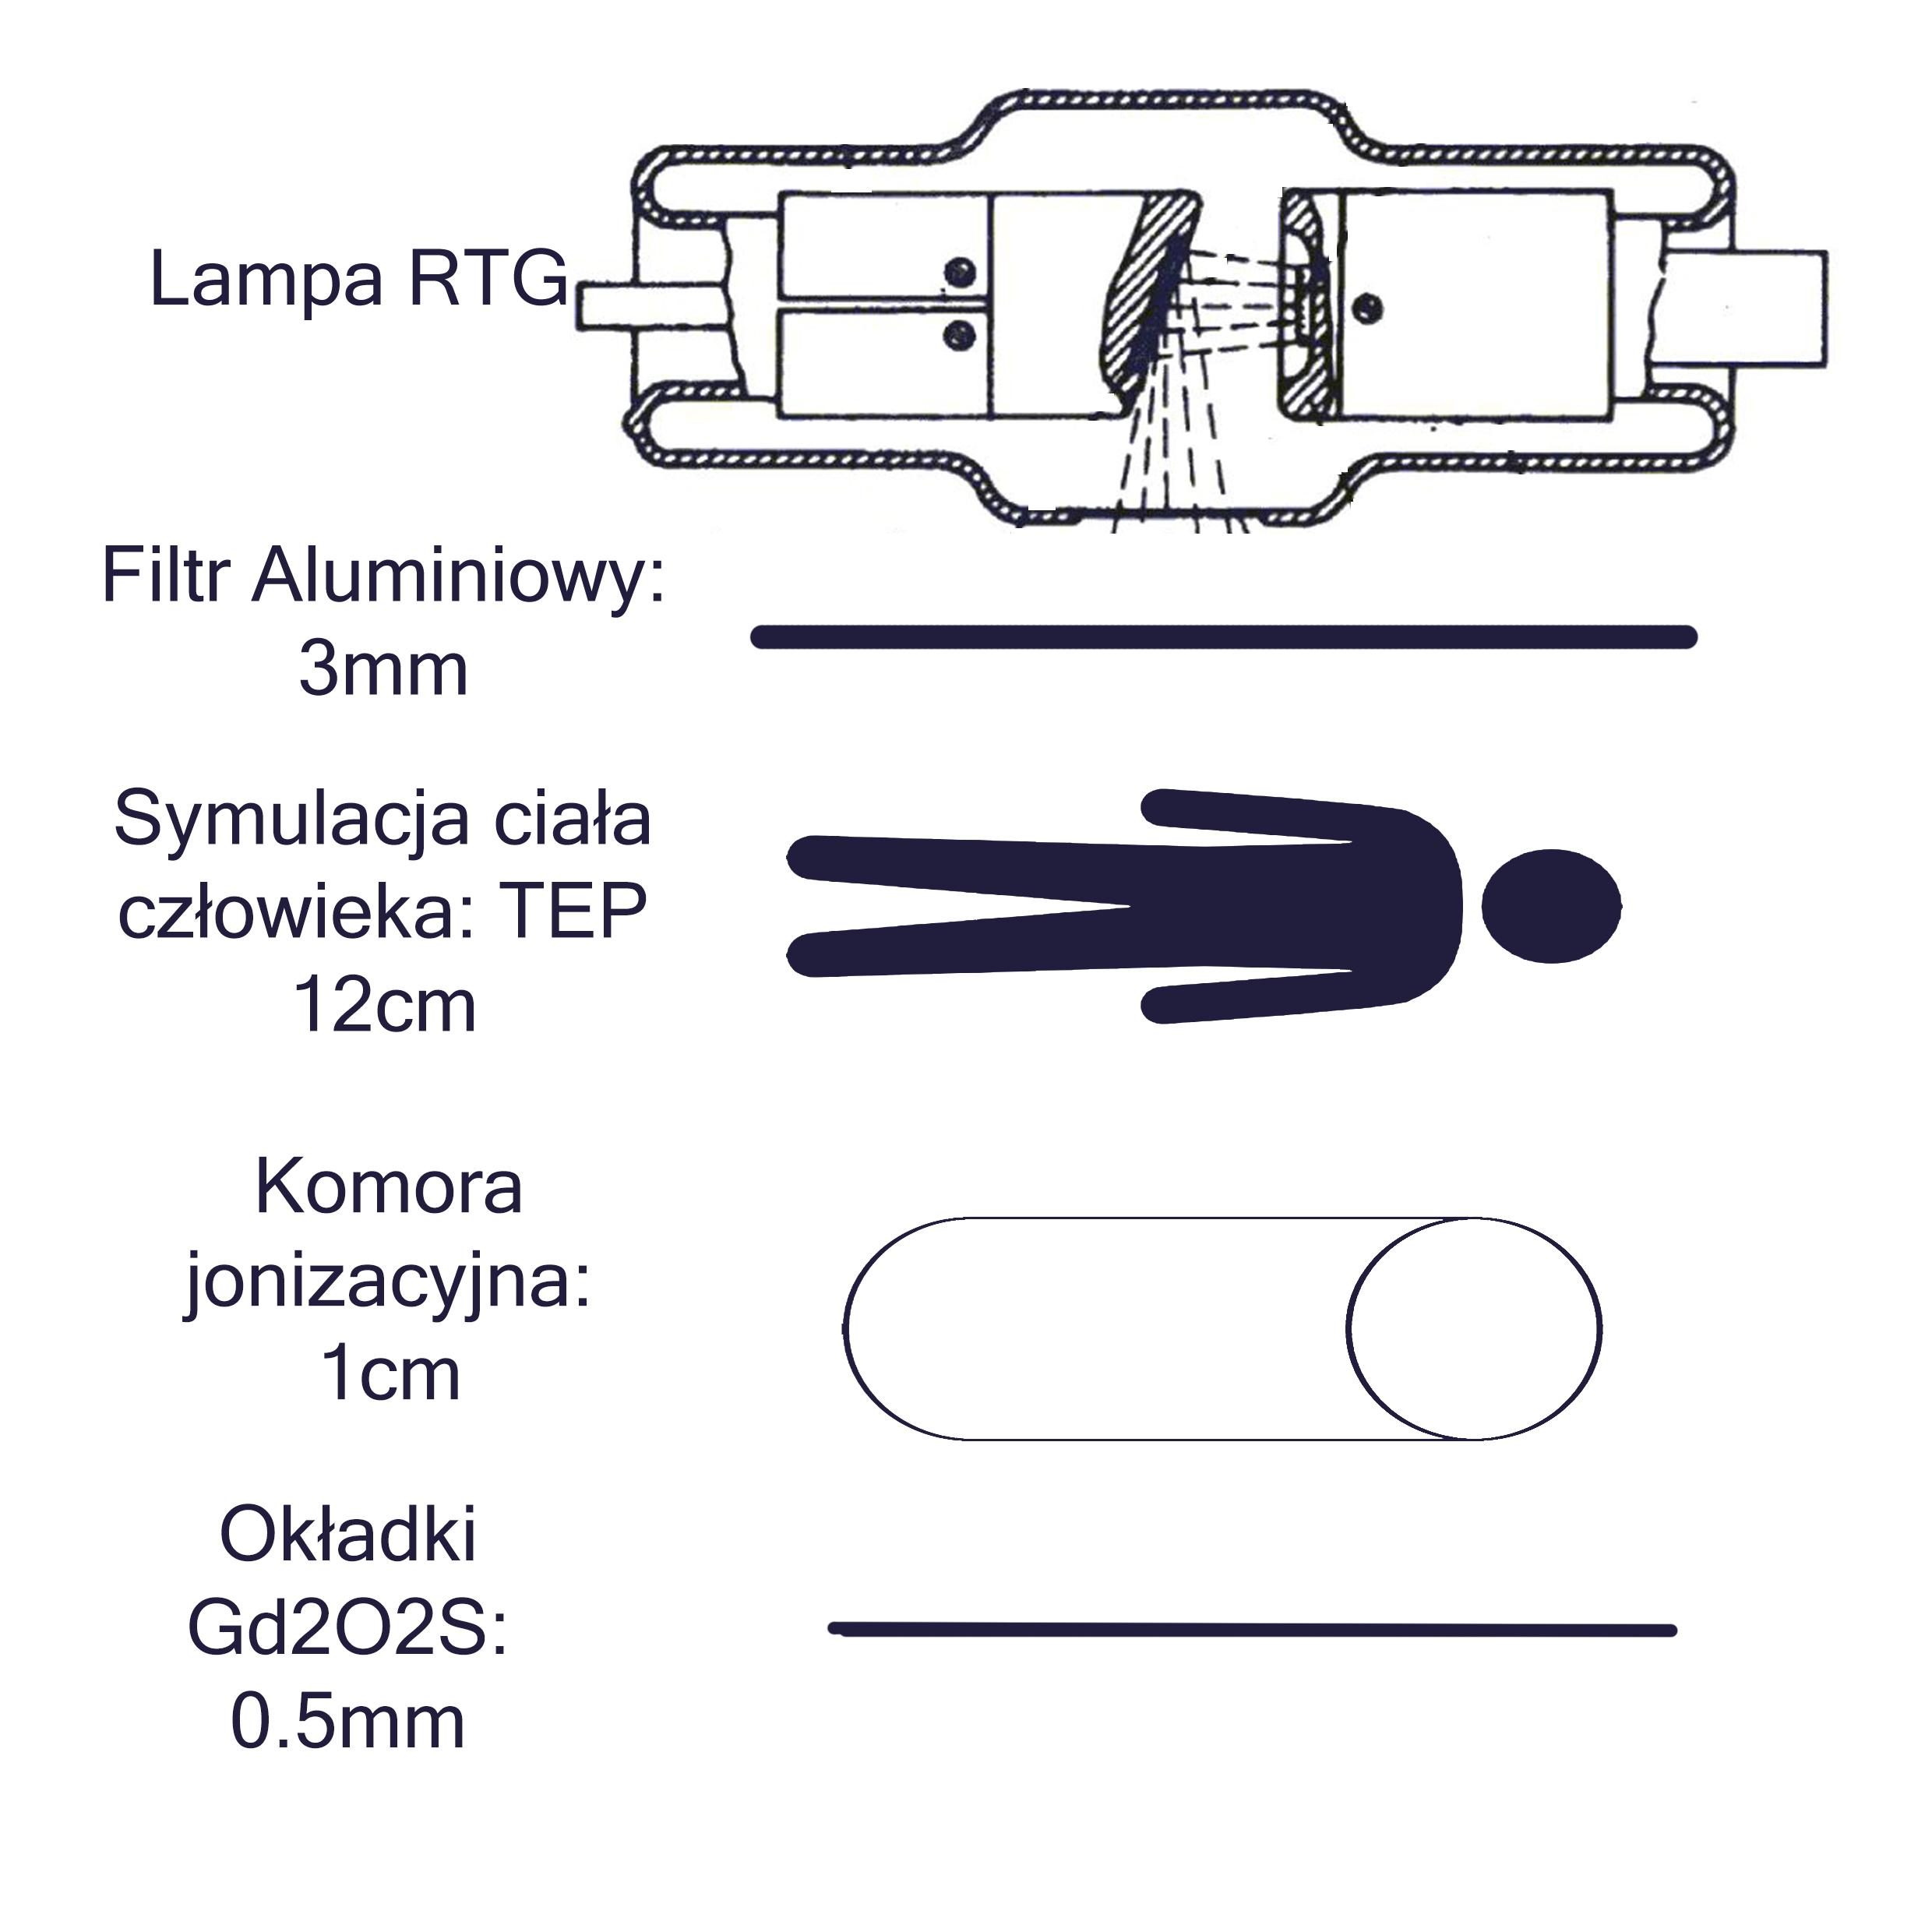 Lampa RTG
Filtr Aluminiowy:
3mm
Symulacja ciała
człowieka: TEP
12cm
Komora
jonizacyjna:
1cm
Okładki
Gd2O2S:
0.5mm